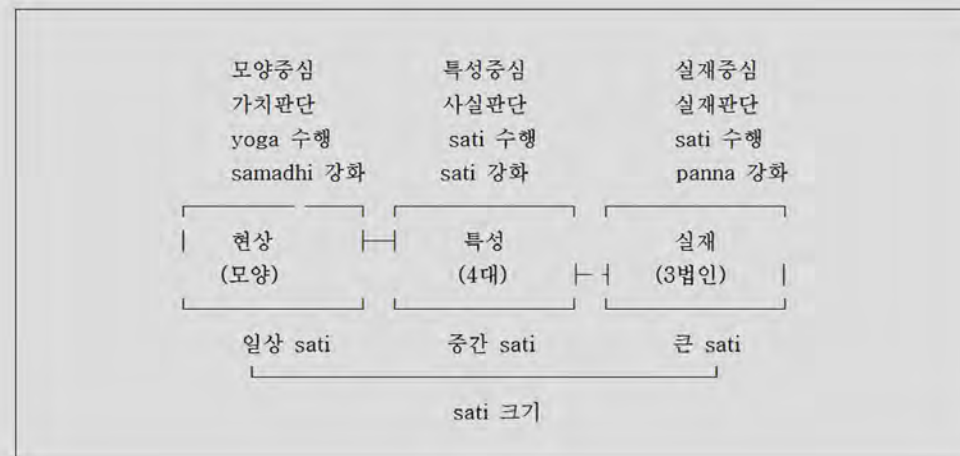 모양중심 특성중심 실재중심
가치판단 사실판단 실재판단
yoga 수행 sati 수행 sati 수행
samadhi 강화 sati 강화 panna 강화
현상 특성 실재
(모양) (4대) (3법인)
일상 sati 중간 sati 큰 sati
sati 크기